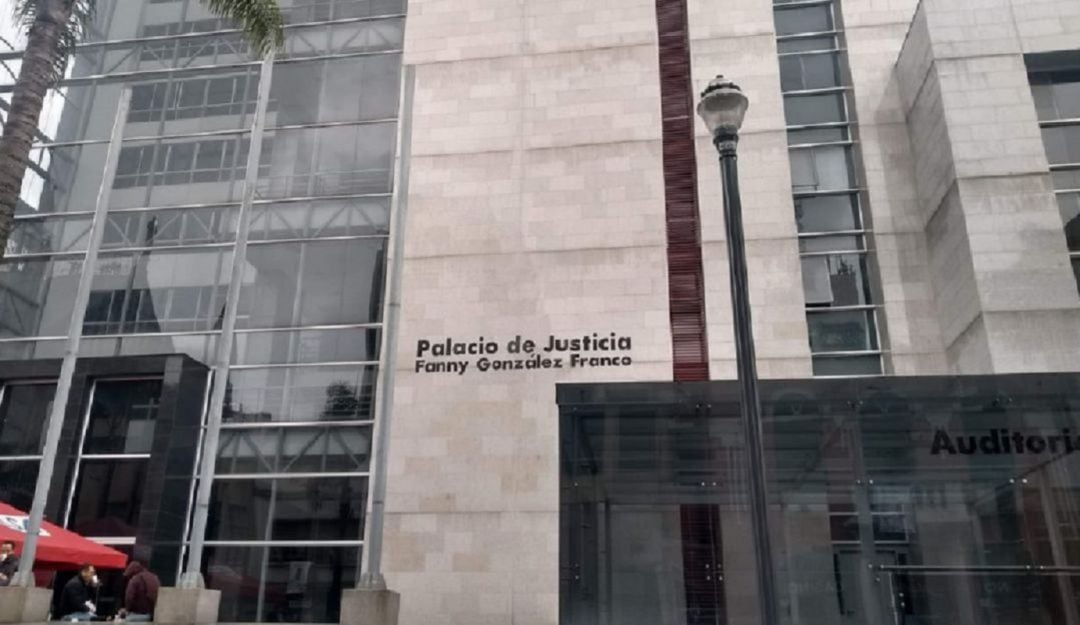 Palacio de Justicia
Fanny González Franco
Auditorio